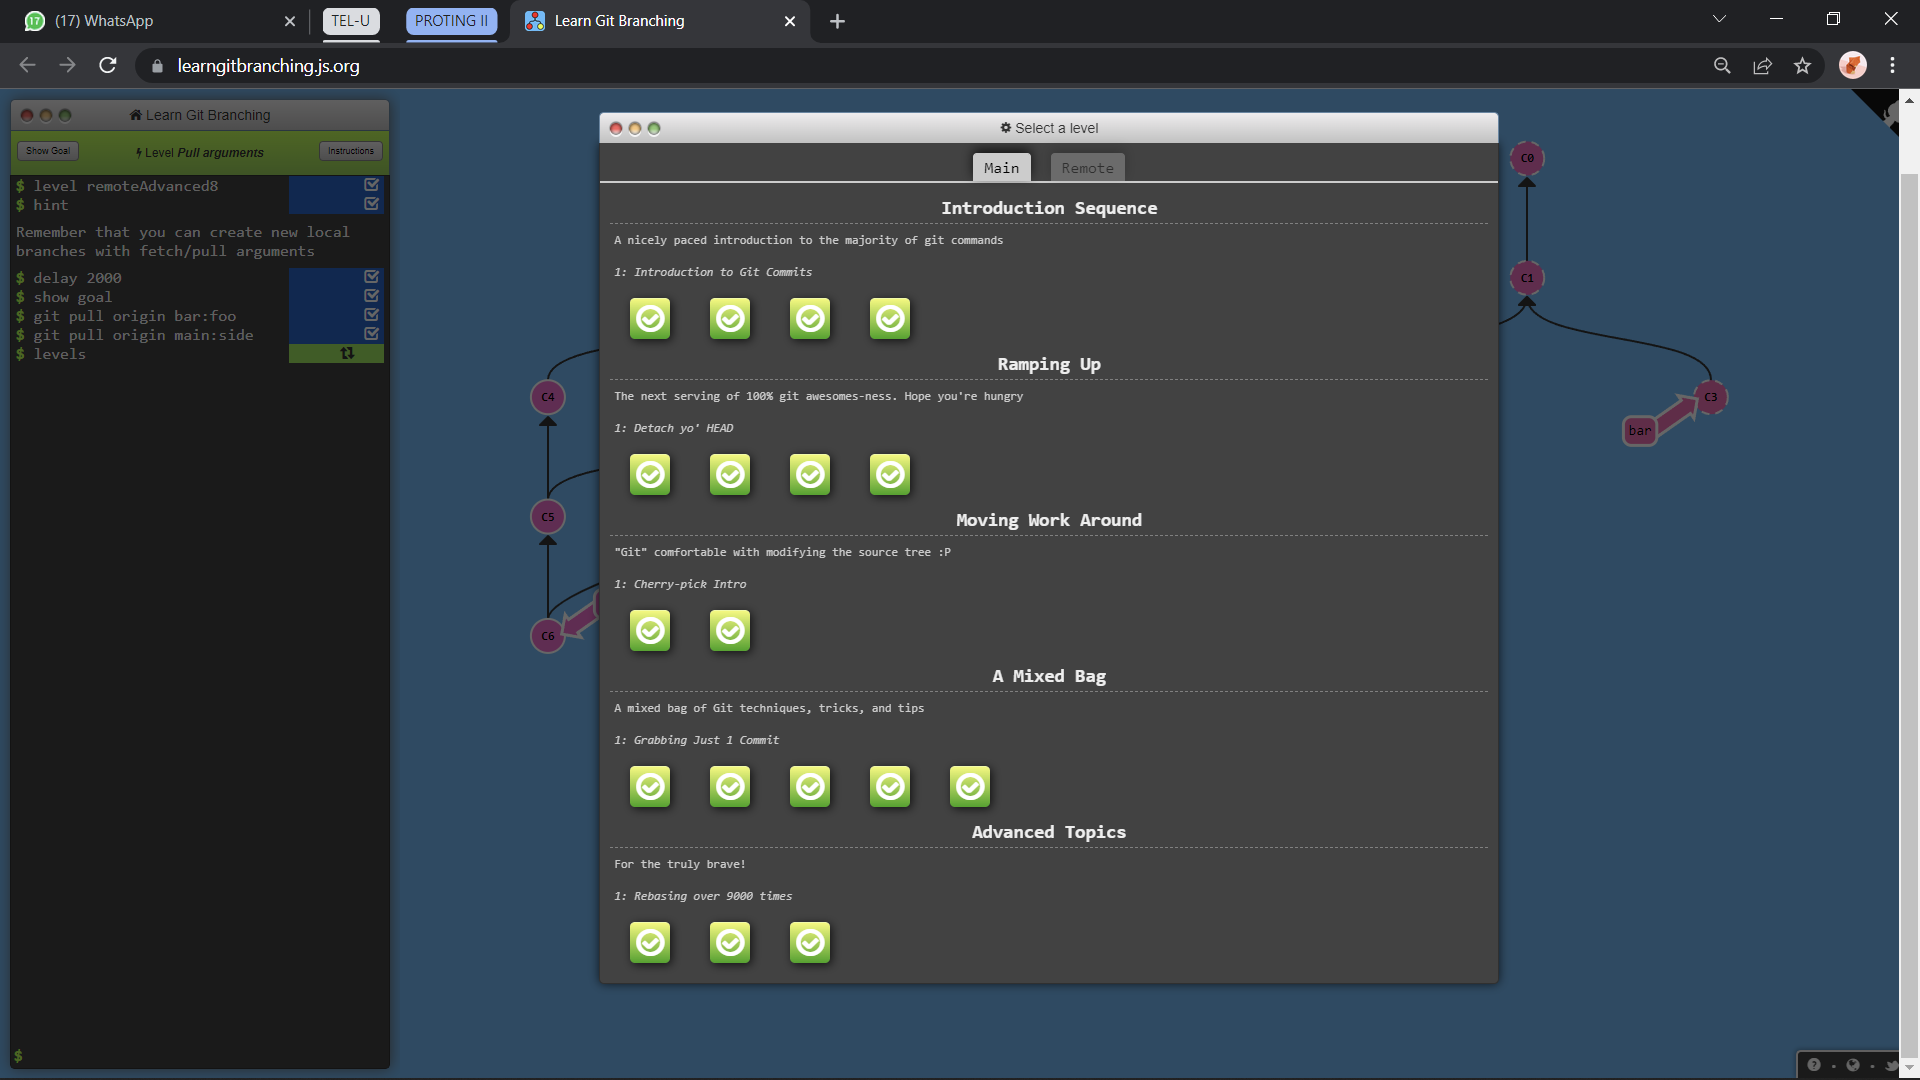 17
(17) WhatsApp
TEL-U
PROTING II
Learn Git Branching
learngitbranching.js.org
Learn Git Branching
Show Goal
Level Pull arguments
Instructions
$ level remoteAdvanced8
$ hint
Remember that you can create new local
branches with fetch/pull arguments
$ delay 2000
$ show goal
$ git pull origin bar:foo
$ git pull origin main:side
$ levels
$
Select a level
Main
Remote
Introduction Sequence
A nicely paced introduction to the majority of git commands
1: Introduction to Git Commits
Ramping Up
The next serving of 100% git awesomes-ness. Hope you're hungry
1: Detach yo' HEAD
Moving Work Around
"Git" comfortable with modifying the source tree :P
1: Cherry-pick Intro
A Mixed Bag
A mixed bag of Git techniques, tricks, and tips
1: Grabbing Just 1 Commit
Advanced Topics
For the truly brave!
1: Rebasing over 9000 times
C4
C5
C6
C0
C1
C3
bar